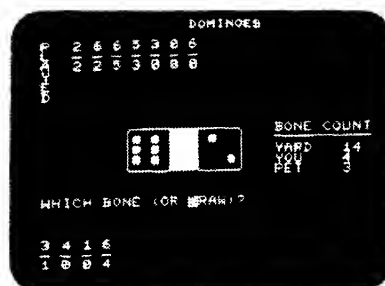 DOMINOES
PLAYED
2 6 6 5 3 0 6
2 2 5 3 0 0 0
BONE COUNT
YARD 14
YOU 4
PET 3
WHICH BONE (OR DRAW)?
3 4 1 6
1 0 0 4